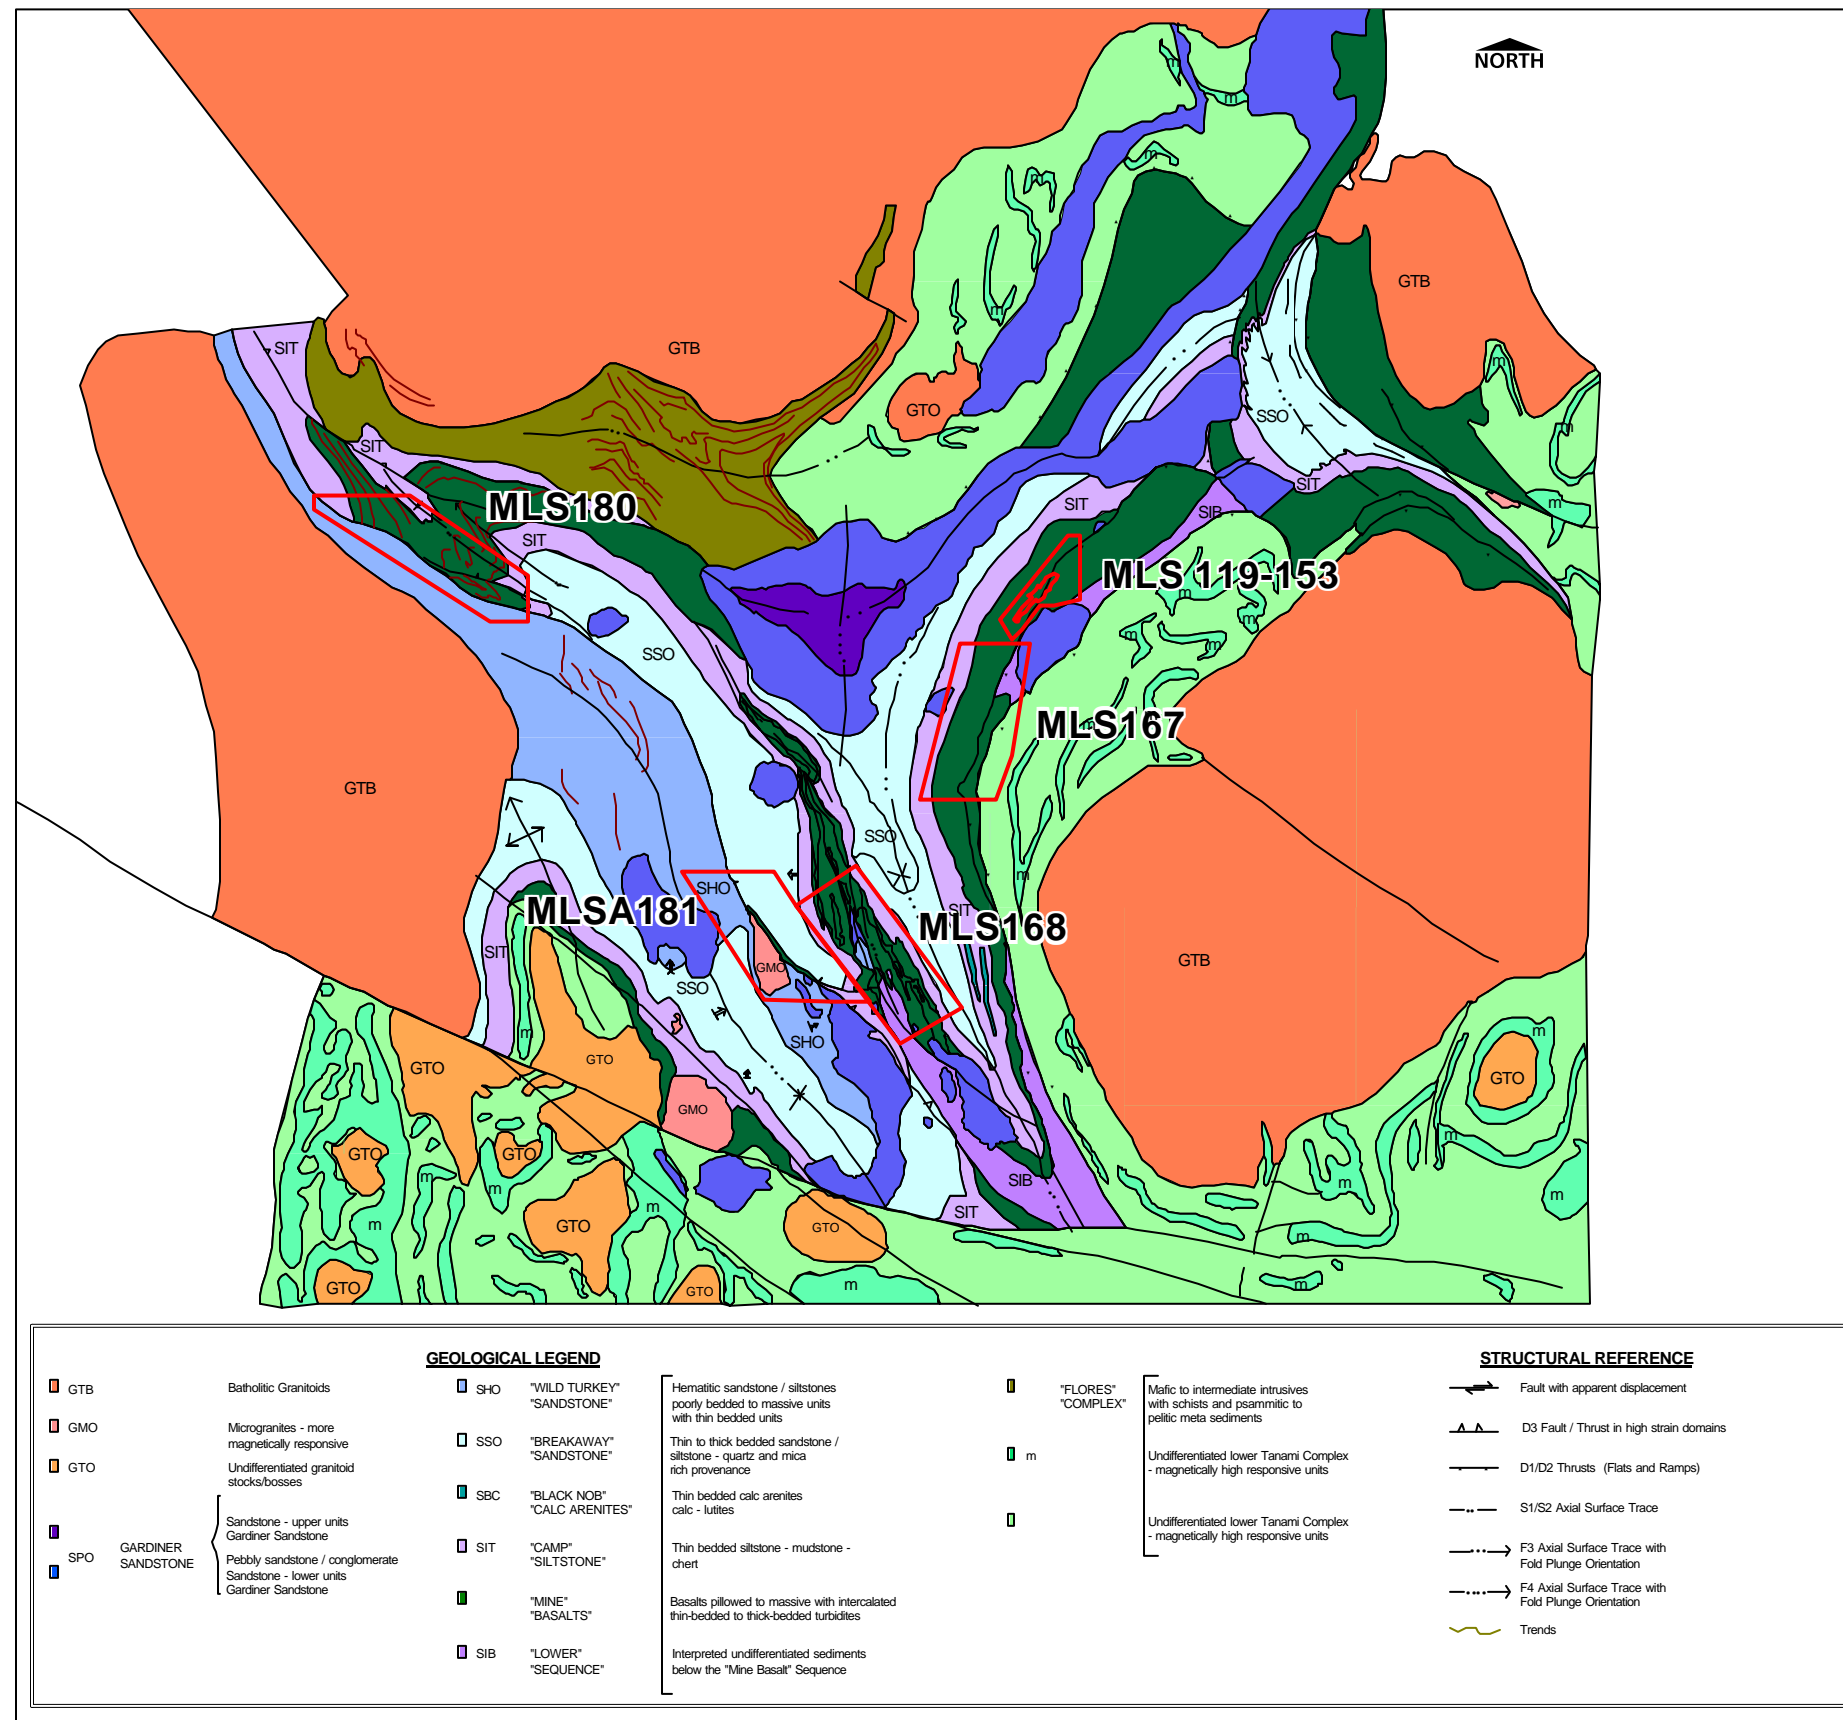 NORTH
m
m
m
m
GTB
m
SIT
GTB
m
GTO
SSO
m
SIT
SIT
MLS180
SIT
SIB
m
SIT
MLS 119-153
m
m
m
m
SSO
m
MLS167
GTB
SSO
m
SHO
MLSA181
SIT
MLS168
SIT
GMO
GTB
SSO
m
m
SHO
GTO
GTO
GTO
GMO
m
GTO
GTO
m
m
SIB
m
m
m
m
GTO
GTO
SIT
m
GTO
GTO
m
m
GEOLOGICAL LEGEND
GTB
Batholitic Granitoids
GMO
Microgranites - more
magnetically responsive
GTO
Undifferentiated granitoid
stocks/bosses
SPO
GARDINER
SANDSTONE
Sandstone - upper units
Gardiner Sandstone
Pebbly sandstone / conglomerate
Sandstone - lower units
Gardiner Sandstone
SHO
"WILD TURKEY"
"SANDSTONE"
Hematitic sandstone / siltstones
poorly bedded to massive units
with thin bedded units
SSO
"BREAKAWAY"
"SANDSTONE"
Thin to thick bedded sandstone /
siltstone - quartz and mica
rich provenance
SBC
"BLACK NOB"
"CALC ARENITES"
Thin bedded calc arenites
calc - lutites
SIT
"CAMP"
"SILTSTONE"
Thin bedded siltstone - mudstone -
chert
"MINE"
"BASALTS"
Basalts pillowed to massive with intercalated
thin-bedded to thick-bedded turbidites
SIB
"LOWER"
"SEQUENCE"
Interpreted undifferentiated sediments
below the "Mine Basalt" Sequence
"FLORES"
"COMPLEX"
Mafic to intermediate intrusives
with schists and psammitic to
pelitic meta sediments
m
Undifferentiated lower Tanami Complex
- magnetically high responsive units
Undifferentiated lower Tanami Complex
- magnetically high responsive units
STRUCTURAL REFERENCE
Fault with apparent displacement
D3 Fault / Thrust in high strain domains
D1/D2 Thrusts (Flats and Ramps)
S1/S2 Axial Surface Trace
F3 Axial Surface Trace with
Fold Plunge Orientation
F4 Axial Surface Trace with
Fold Plunge Orientation
Trends